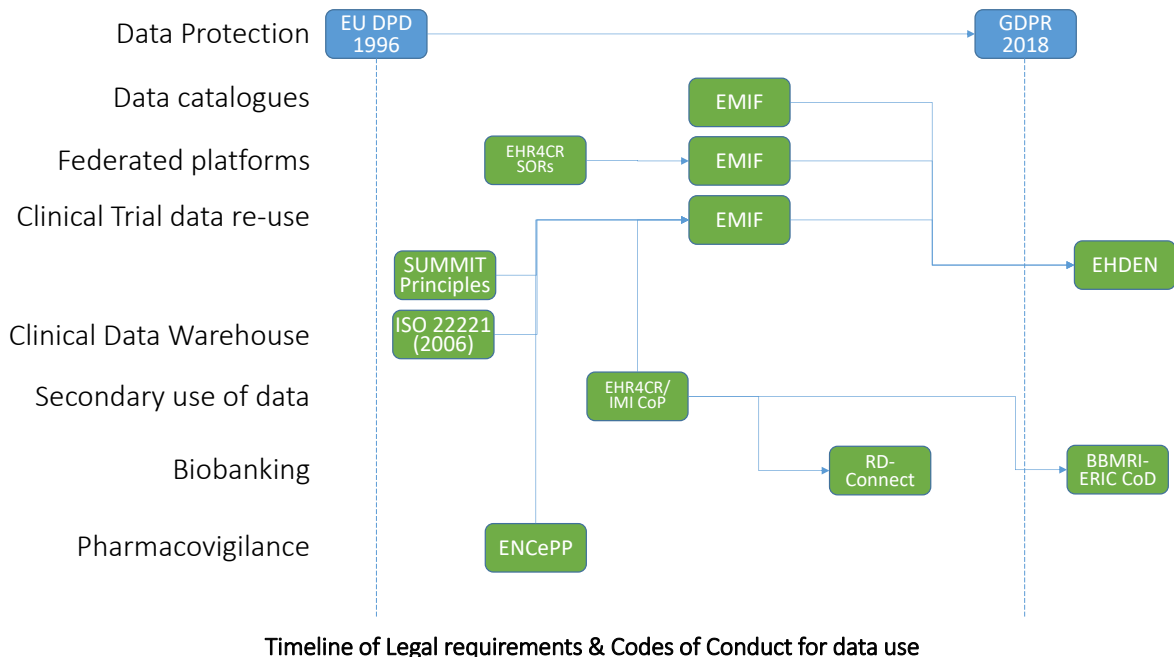 Data Protection
EU DPD
1996
GDPR
2018
Data catalogues
EMIF
Federated platforms
EHR4CR
SORs
EMIF
Clinical Trial data re-use
EMIF
SUMMIT
Principles
EHDEN
Clinical Data Warehouse
ISO 22221
(2006)
Secondary use of data
EHR4CR/
IMI CoP
Biobanking
RD-
Connect
BBMRI-
ERIC CoD
Pharmacovigilance
ENCePP
Timeline of Legal requirements & Codes of Conduct for data use